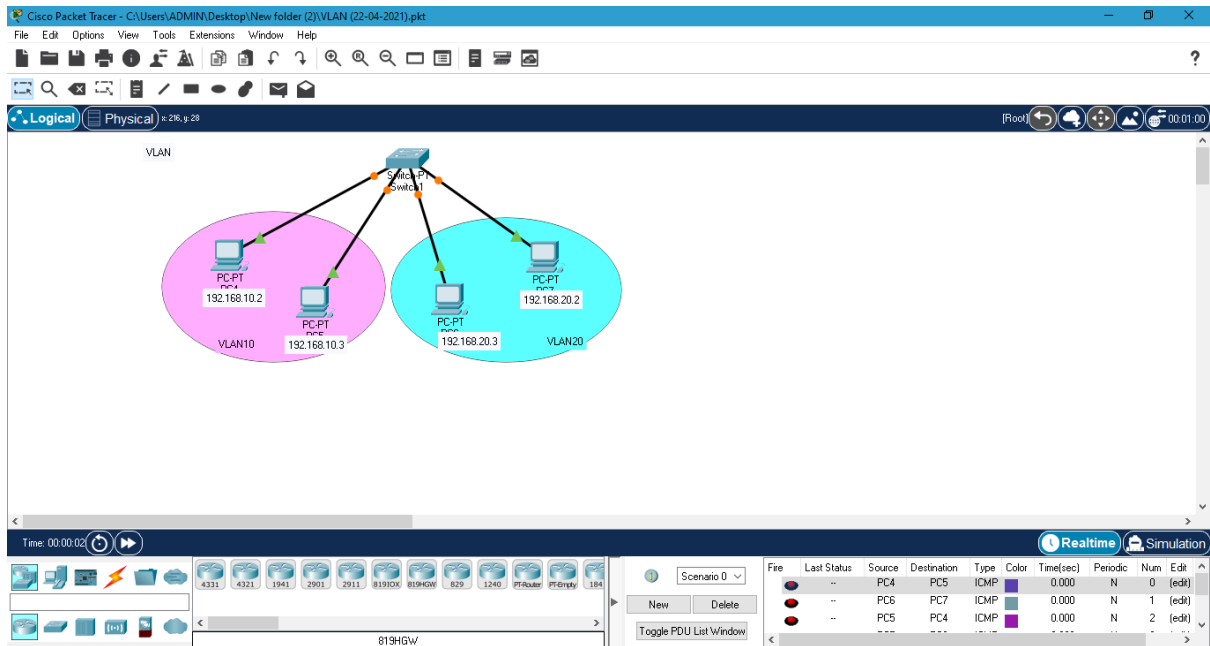 Cisco Packet Tracer - C:\Users\ADMIN\Desktop\New folder (2)\VLAN (22-04-2021).pkt
File Edit Options View Tools Extensions Window Help
?
Logical Physical x: 216, y: 28 [Root] 00:01:00
VLAN
Switch-PT
Switch1
PC-PT
PC4
192.168.10.2
PC-PT
PC7
192.168.20.2
PC-PT
PC5
192.168.10.3
PC-PT
PC6
192.168.20.3
VLAN10
VLAN20
Time: 00:00:02 Realtime Simulation
4331 4321 1941 2901 2911 819IOX 819HGW 829 1240 PT-Router PT-Empty 184
819HGW
Scenario 0
New Delete
Toggle PDU List Window
Fire Last Status Source Destination Type Color Time(sec) Periodic Num Edit
-- PC4 PC5 ICMP 0.000 N 0 (edit)
-- PC6 PC7 ICMP 0.000 N 1 (edit)
-- PC5 PC4 ICMP 0.000 N 2 (edit)